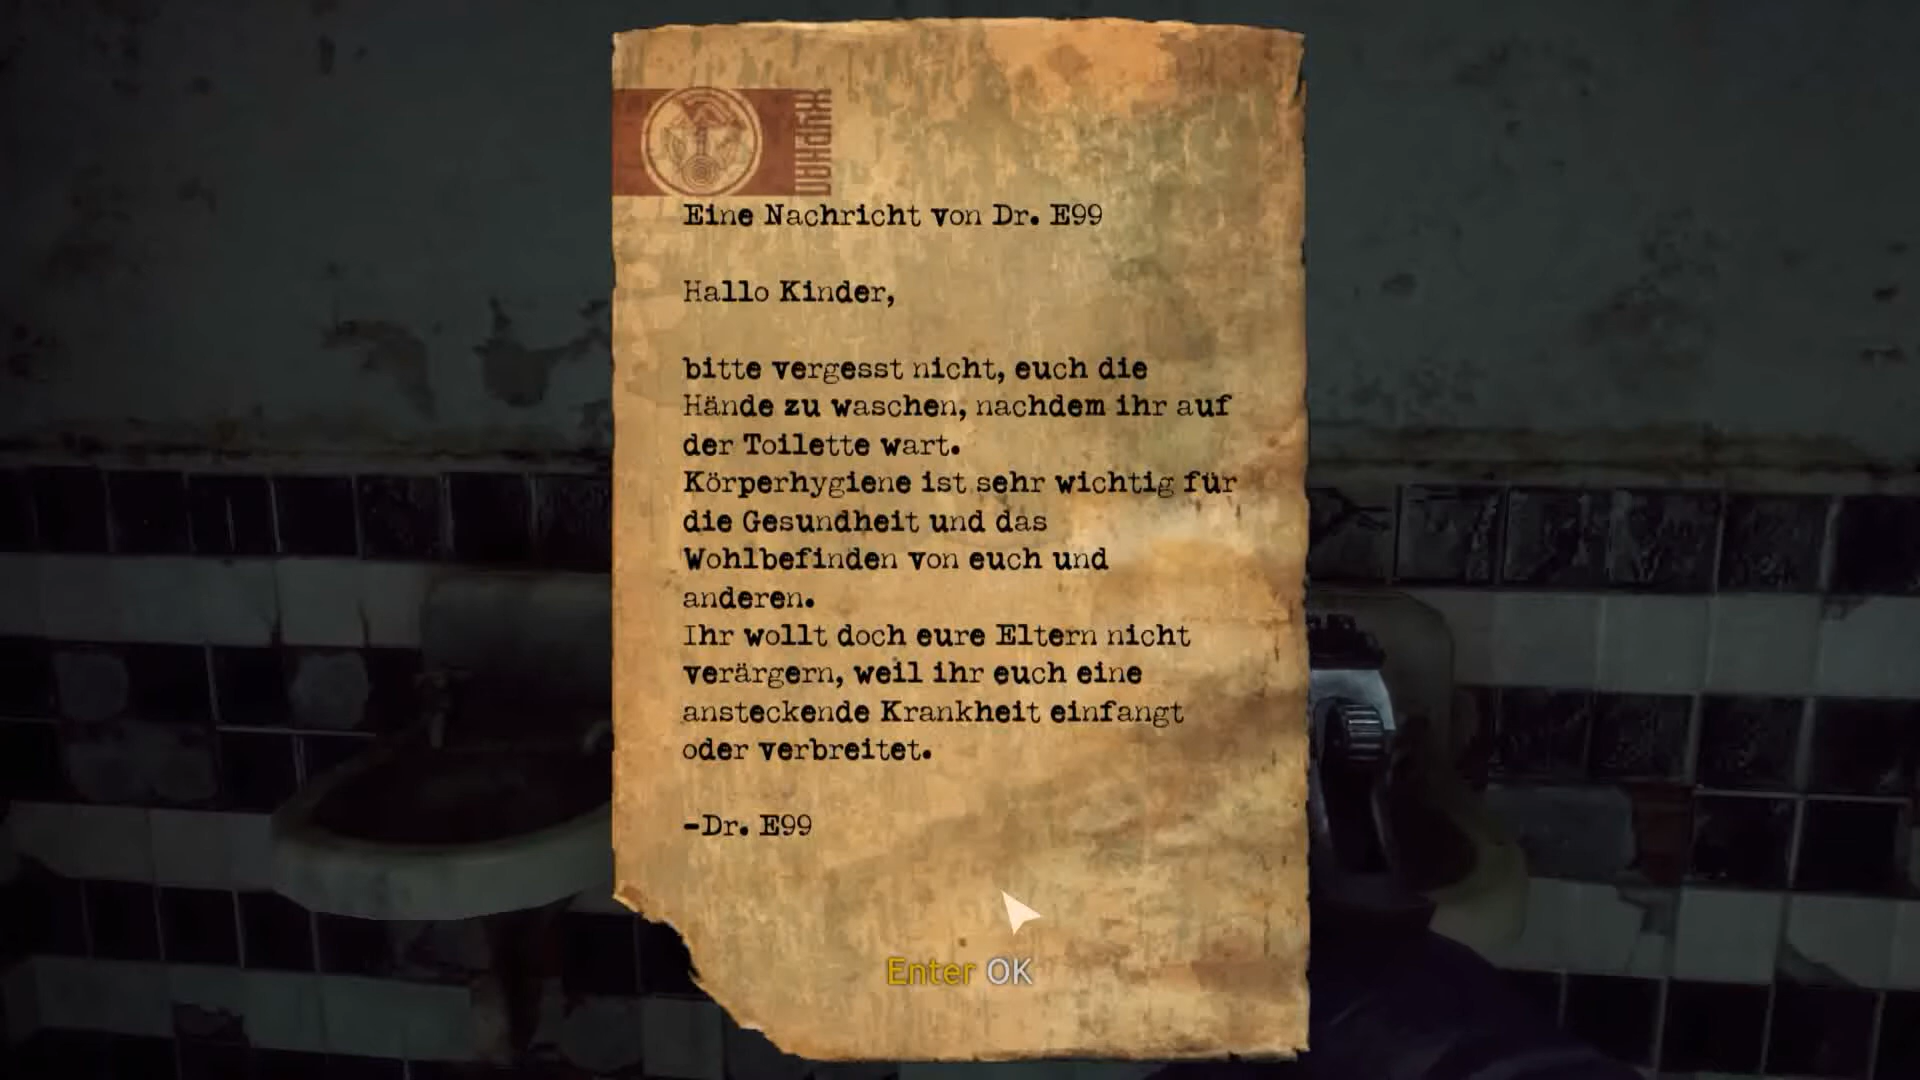 Eine Nachricht von Dr. E99
Hallo Kinder,
bitte vergesst nicht, euch die
Hände zu waschen, nachdem ihr auf
der Toilette wart.
Körperhygiene ist sehr wichtig für
die Gesundheit und das
Wohlbefinden von euch und
anderen.
Ihr wollt doch eure Eltern nicht
verärgern, weil ihr euch eine
ansteckende Krankheit einfangt
oder verbreitet.
-Dr. E99
Enter OK